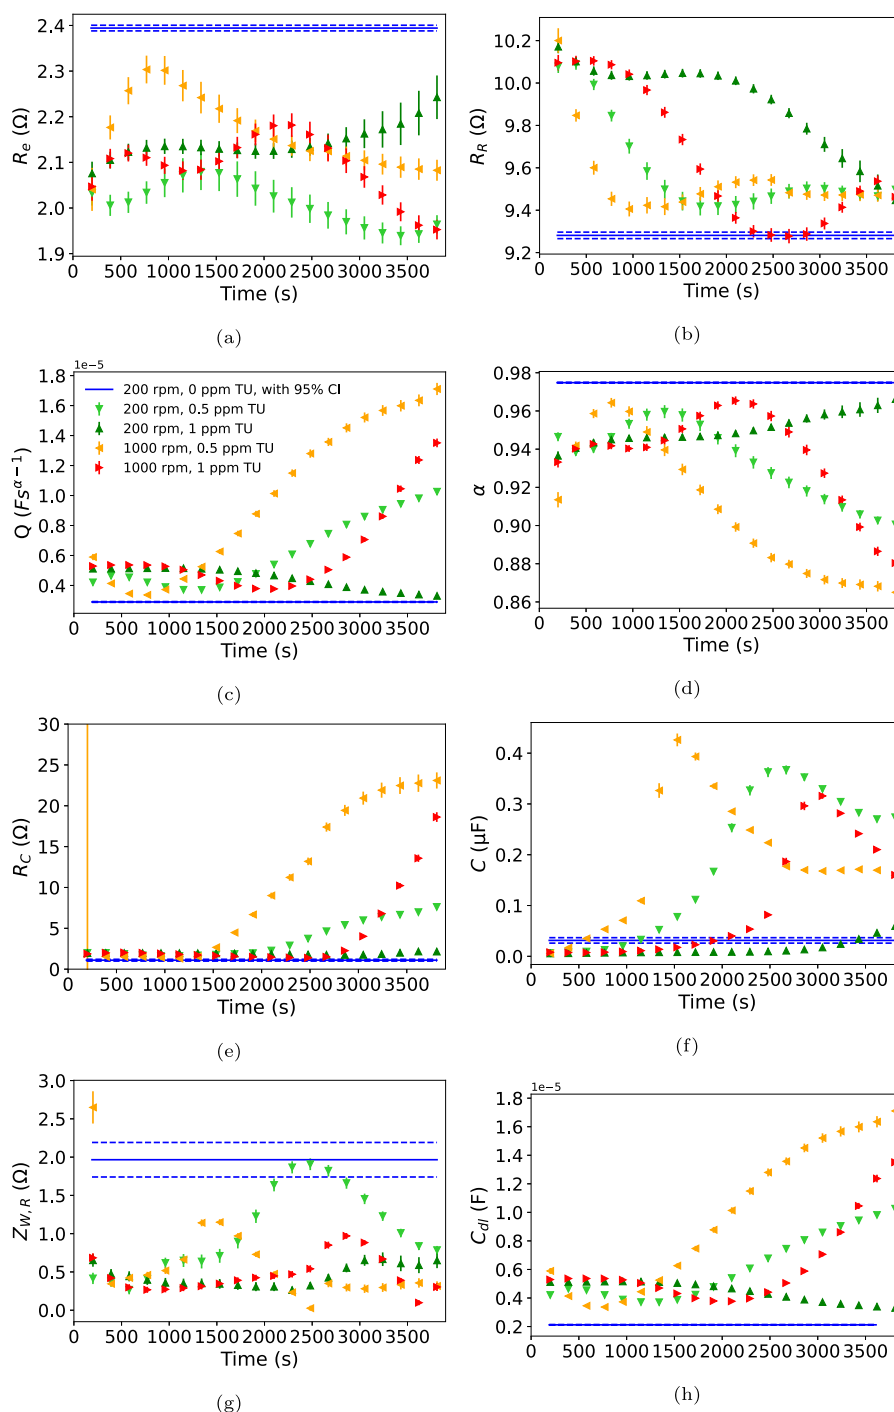 2.4
2.3
2.2
2.1
2.0
1.9
R_e (Ω)
0 500 1000 1500 2000 2500 3000 3500
Time (s)
(a)
10.2
10.0
9.8
9.6
9.4
9.2
R_R (Ω)
0 500 1000 1500 2000 2500 3000 3500
Time (s)
(b)
1e−5
1.8
1.6
1.4
1.2
1.0
0.8
0.6
0.4
Q (Fs^{α−1})
200 rpm, 0 ppm TU, with 95% CI
200 rpm, 0.5 ppm TU
200 rpm, 1 ppm TU
1000 rpm, 0.5 ppm TU
1000 rpm, 1 ppm TU
0 500 1000 1500 2000 2500 3000 3500
Time (s)
(c)
0.98
0.96
0.94
0.92
0.90
0.88
0.86
α
0 500 1000 1500 2000 2500 3000 3500
Time (s)
(d)
30
25
20
15
10
5
0
R_C (Ω)
0 500 1000 1500 2000 2500 3000 3500
Time (s)
(e)
0.4
0.3
0.2
0.1
0.0
C (μF)
0 500 1000 1500 2000 2500 3000 3500
Time (s)
(f)
3.0
2.5
2.0
1.5
1.0
0.5
0.0
Z_{W,R} (Ω)
0 500 1000 1500 2000 2500 3000 3500
Time (s)
(g)
1e−5
1.8
1.6
1.4
1.2
1.0
0.8
0.6
0.4
0.2
C_{dl} (F)
0 500 1000 1500 2000 2500 3000 3500
Time (s)
(h)